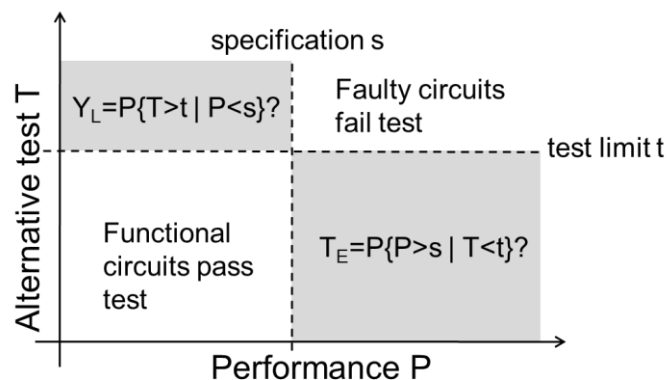 specification s
Y_L=P{T>t | P<s}?
Faulty circuits
fail test
test limit t
Alternative test T
Functional
circuits pass
test
T_E=P{P>s | T<t}?
Performance P